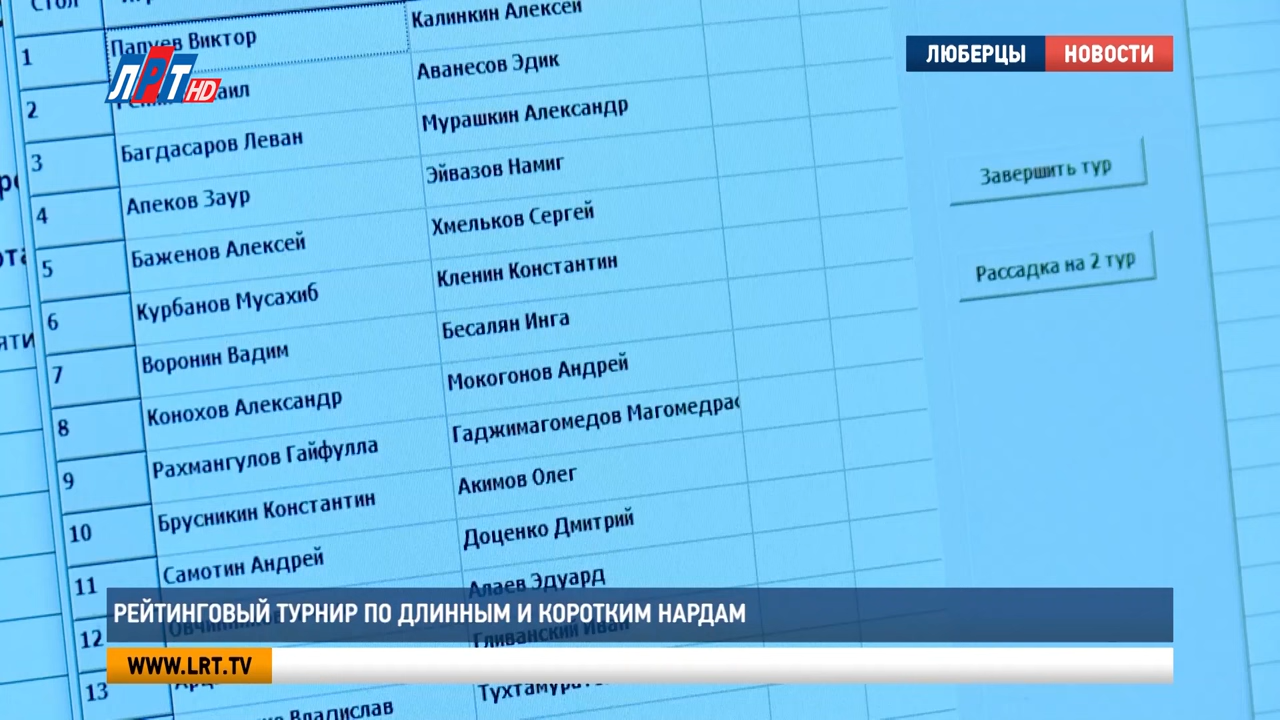 Стол
1 Папуев Виктор Калинкин Алексей
2 Аванесов Эдик
3 Багдасаров Леван Мурашкин Александр
4 Апеков Заур Эйвазов Намиг
5 Баженов Алексей Хмельков Сергей
6 Курбанов Мусахиб Кленин Константин
7 Воронин Вадим Бесалян Инга
8 Конохов Александр Мокогонов Андрей
9 Рахмангулов Гайфулла Гаджимагомедов
10 Брусникин Константин Акимов Олег
11 Самотин Андрей Доценко Дмитрий
12 Алаев Эдуард
13 Гливанский Иван
Владислав
ЛРТ HD
ЛЮБЕРЦЫ НОВОСТИ
Завершить тур
Рассадка на 2 тур
РЕЙТИНГОВЫЙ ТУРНИР ПО ДЛИННЫМ И КОРОТКИМ НАРДАМ
WWW.LRT.TV